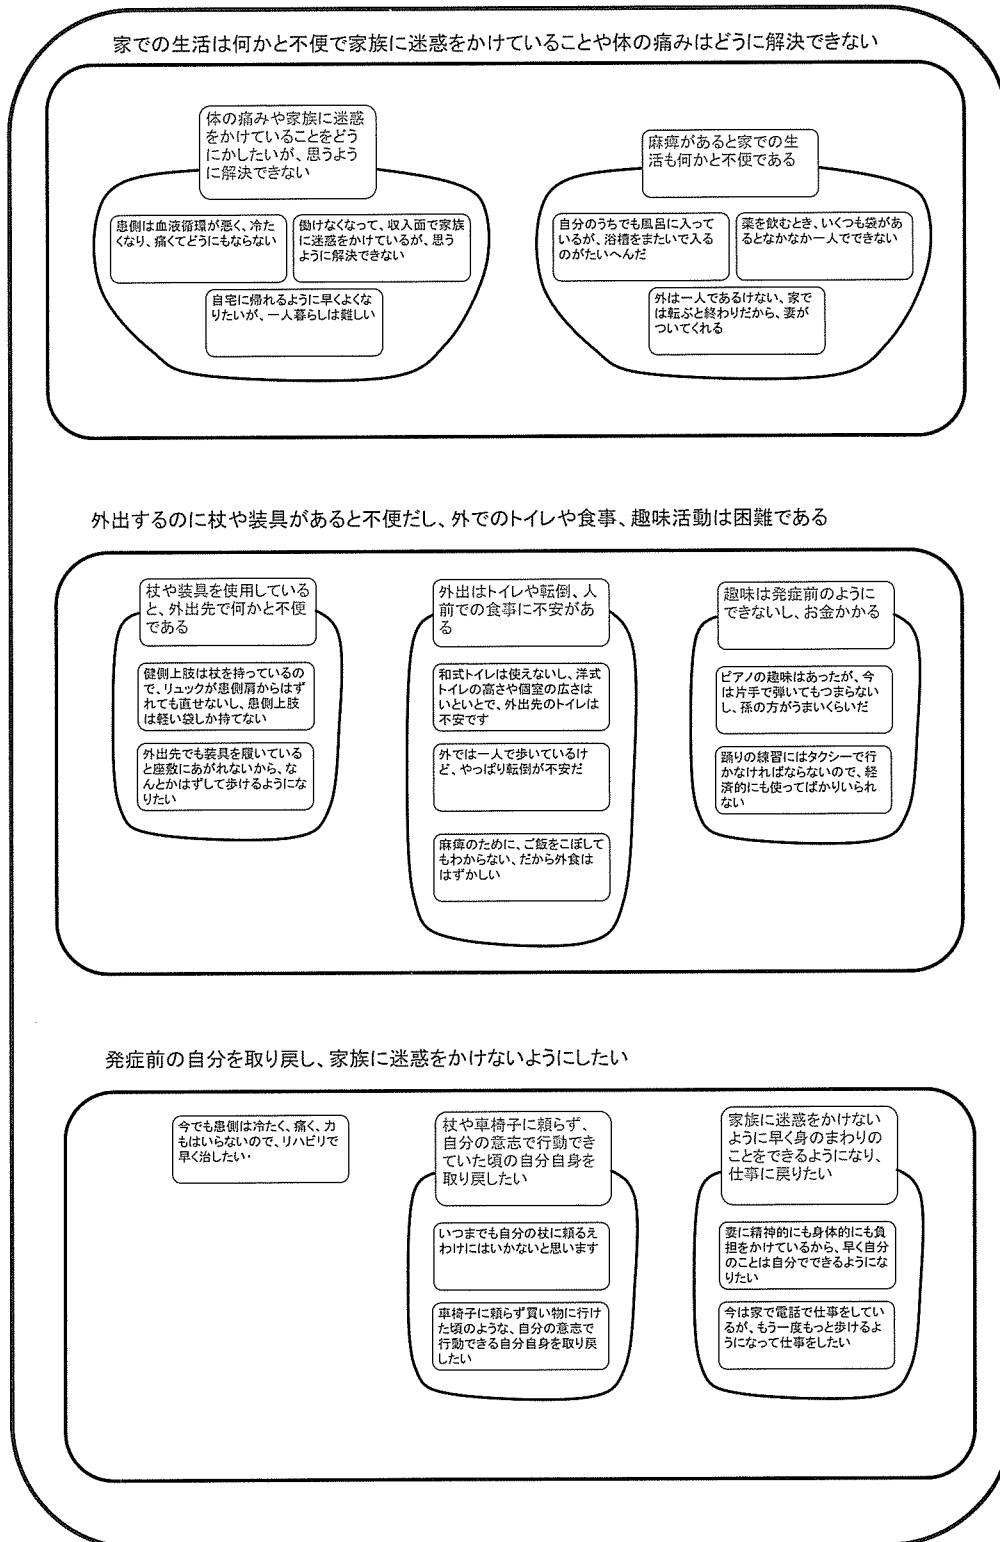 家での生活は何かと不便で家族に迷惑をかけていることや体の痛みはどうに解決できない
体の痛みや家族に迷惑
をかけていることをどう
にかしたいが、思うよう
に解決できない
患側は血液循環が悪く、冷た
くなり、痛くてどうにもならない
働けなくなって、収入面で家族
に迷惑をかけているが、思う
ように解決できない
自宅に帰れるように早くよくな
りたいが、一人暮らしは難しい
麻痺があると家での生
活も何かと不便である
自分のうちでも風呂に入ってい
るが、浴槽をまたいで入る
のがたいへんだ
薬を飲むとき、いくつも袋があ
るとなかなか一人でできない
外は一人であるけない、家で
は転ぶと終わりだから、妻が
ついてくれる
外出するのに杖や装具があると不便だし、外でのトイレや食事、趣味活動は困難である
杖や装具を使用している
と、外出先で何かと不便
である
健側上肢は杖を持っているの
で、リュックが患側肩からはず
れても直せないし、患側上肢
は軽い袋しか持てない
外出先でも装具を履いている
と座敷にあがれないから、な
んとかはずして歩けるようにな
りたい
外出はトイレや転倒、人
前での食事に不安があ
る
和式トイレは使えないし、洋式
トイレの高さや個室の広さは
いといとで、外出先のトイレは
不安です
外では一人で歩いているけ
ど、やっぱり転倒が不安だ
麻痺のために、ご飯をこぼして
もわからない、だから外食は
はずかしい
趣味は発症前のように
できないし、お金かかる
ピアノの趣味はあったが、今
は片手で弾いてもつまらない
し、孫の方がうまいくらいだ
踊りの練習にはタクシーで行
かなければならないので、経
済的にも使ってばかりいられ
ない
発症前の自分を取り戻し、家族に迷惑をかけないようにしたい
今でも患側は冷たく、痛く、力
もはいらないので、リハビリで
早く治したい・
杖や車椅子に頼らず、
自分の意志で行動でき
ていた頃の自分自身を
取り戻したい
いつまでも自分の杖に頼るえ
わけにはいかないと思います
車椅子に頼らず買い物に行け
た頃のような、自分の意志で
行動できる自分自身を取り戻
したい
家族に迷惑をかけない
ように早く身のまわりの
ことをできるようになり、
仕事に戻りたい
妻に精神的にも身体的にも負
担をかけているから、早く自分
のことは自分でできるようにな
りたい
今は家で電話で仕事をしてい
るが、もう一度もっと歩けるよ
うになって仕事をしたい